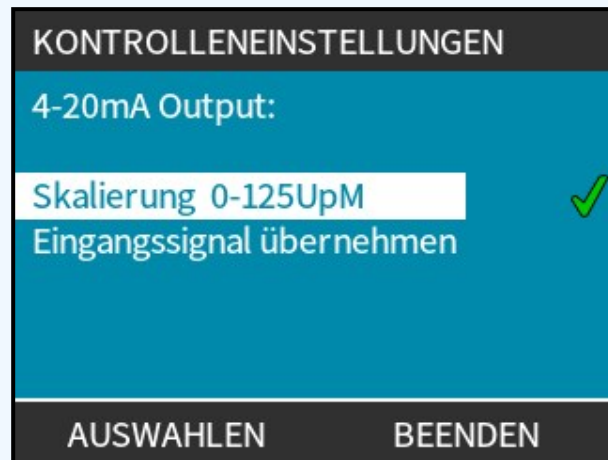 KONTROLLENEINSTELLUNGEN
4-20mA Output:
Skalierung 0-125UpM
Eingangssignal übernehmen
AUSWAHLEN BEENDEN